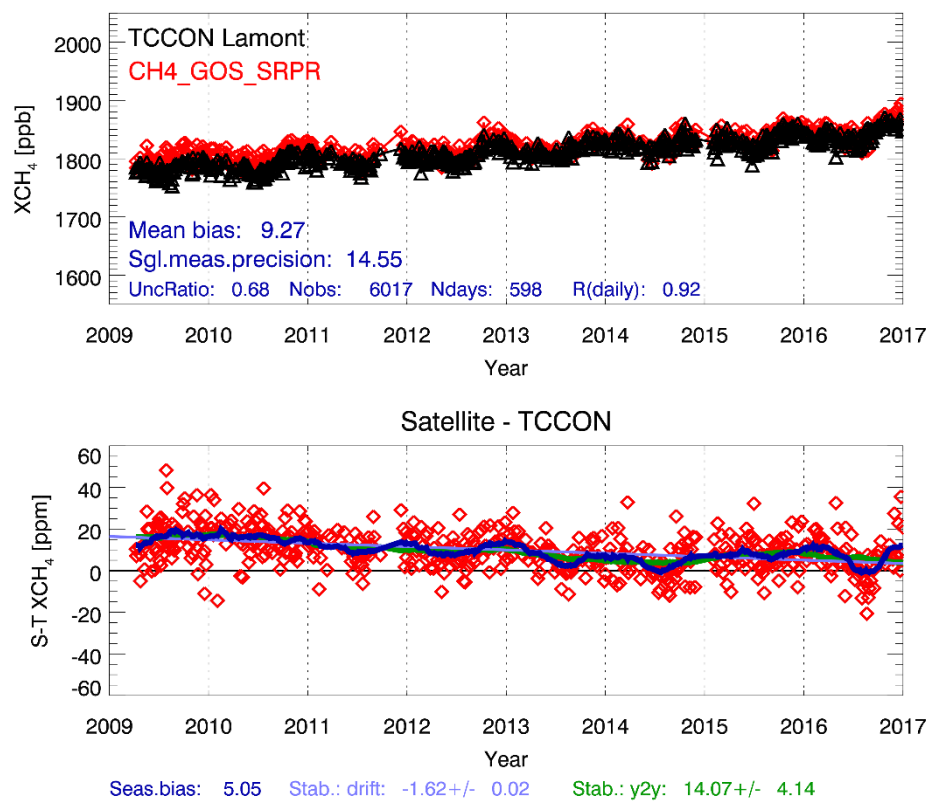 TCCON Lamont
CH4_GOS_SRPR
2000
1900
1800
1700
1600
XCH4 [ppb]
Mean bias: 9.27
Sgl.meas.precision: 14.55
UncRatio: 0.68 Nobs: 6017 Ndays: 598 R(daily): 0.92
2009 2010 2011 2012 2013 2014 2015 2016 2017
Year
Satellite - TCCON
60
40
20
0
-20
-40
-60
S-T XCH4 [ppm]
2009 2010 2011 2012 2013 2014 2015 2016 2017
Year
Seas.bias: 5.05 Stab.: drift: -1.62+/- 0.02 Stab.: y2y: 14.07+/- 4.14